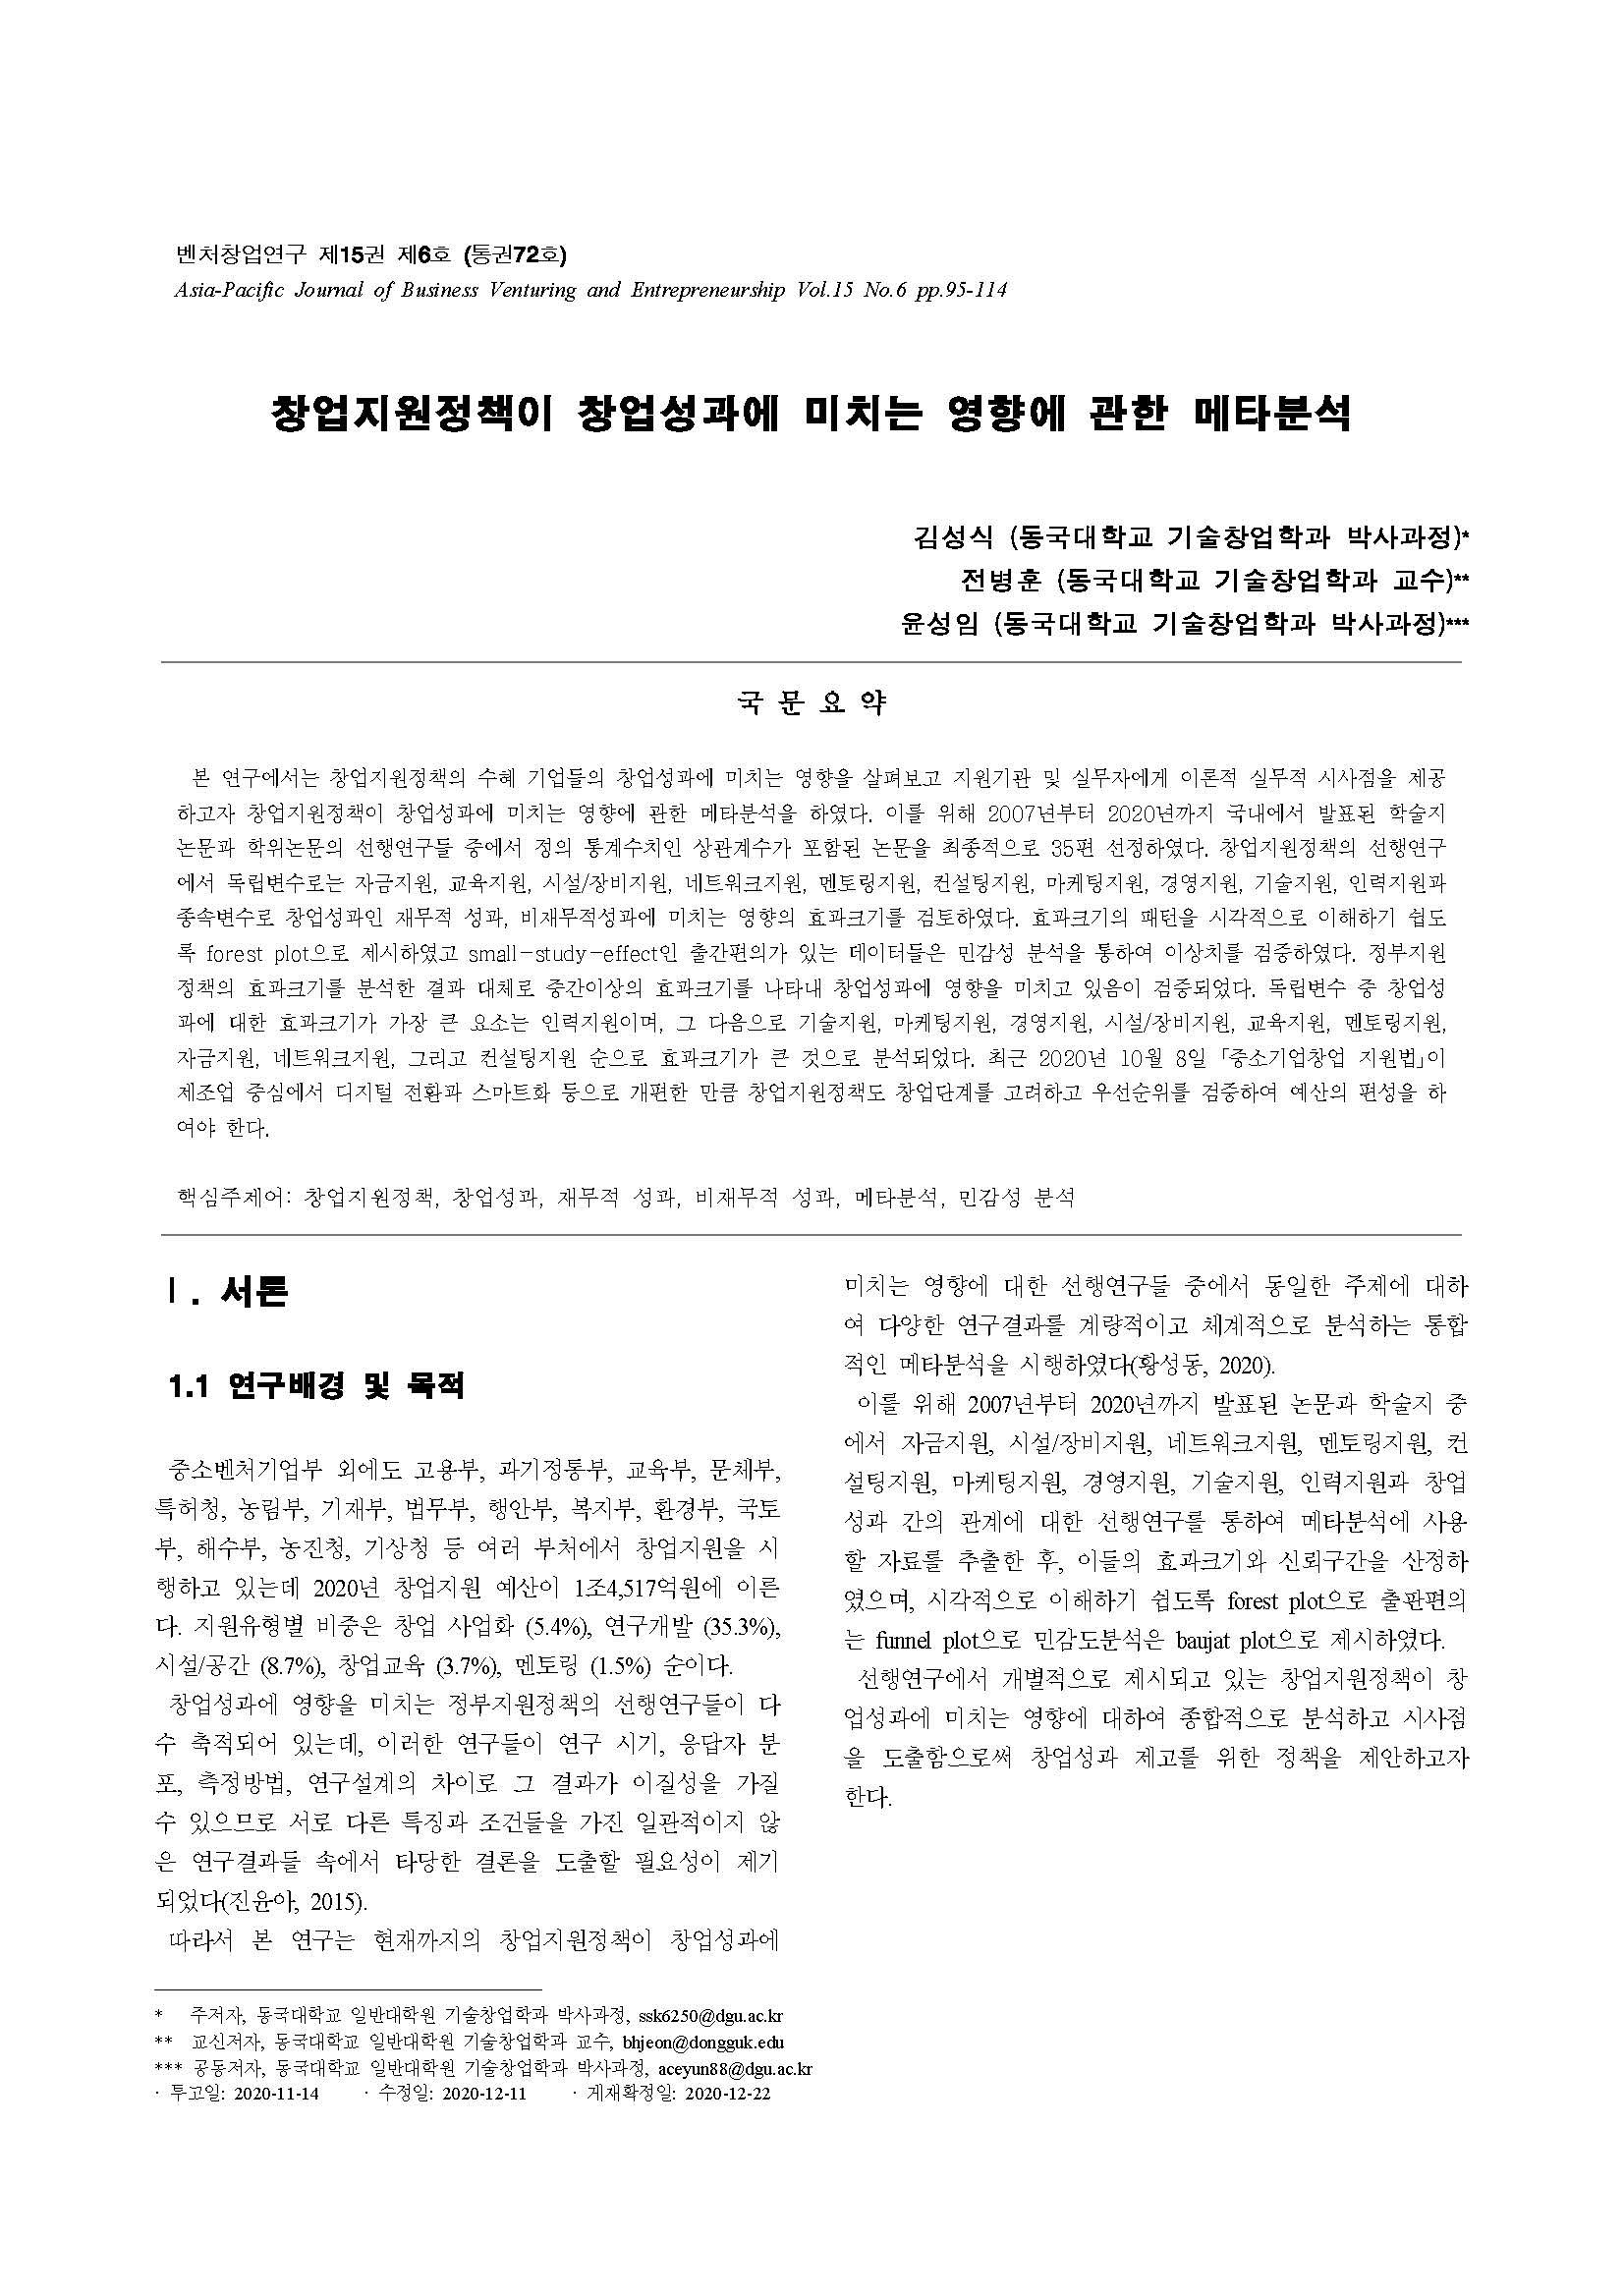 벤처창업연구 제15권 제6호 (통권72호)
Asia-Pacific Journal of Business Venturing and Entrepreneurship Vol.15 No.6 pp.95-114
창업지원정책이 창업성과에 미치는 영향에 관한 메타분석
김성식 (동국대학교 기술창업학과 박사과정)*
전병훈 (동국대학교 기술창업학과 교수)**
윤성임 (동국대학교 기술창업학과 박사과정)***
국 문 요 약
본 연구에서는 창업지원정책의 수혜 기업들의 창업성과에 미치는 영향을 살펴보고 지원기관 및 실무자에게 이론적 실무적 시사점을 제공
하고자 창업지원정책이 창업성과에 미치는 영향에 관한 메타분석을 하였다. 이를 위해 2007년부터 2020년까지 국내에서 발표된 학술지
논문과 학위논문의 선행연구들 중에서 정의 통계수치인 상관계수가 포함된 논문을 최종적으로 35편 선정하였다. 창업지원정책의 선행연구
에서 독립변수로는 자금지원, 교육지원, 시설/장비지원, 네트워크지원, 멘토링지원, 컨설팅지원, 마케팅지원, 경영지원, 기술지원, 인력지원과
종속변수로 창업성과인 재무적 성과, 비재무적성과에 미치는 영향의 효과크기를 검토하였다. 효과크기의 패턴을 시각적으로 이해하기 쉽도
록 forest plot으로 제시하였고 small-study-effect인 출간편의가 있는 데이터들은 민감성 분석을 통하여 이상치를 검증하였다. 정부지원
정책의 효과크기를 분석한 결과 대체로 중간이상의 효과크기를 나타내 창업성과에 영향을 미치고 있음이 검증되었다. 독립변수 중 창업성
과에 대한 효과크기가 가장 큰 요소는 인력지원이며, 그 다음으로 기술지원, 마케팅지원, 경영지원, 시설/장비지원, 교육지원, 멘토링지원,
자금지원, 네트워크지원, 그리고 컨설팅지원 순으로 효과크기가 큰 것으로 분석되었다. 최근 2020년 10월 8일 「중소기업창업 지원법」이
제조업 중심에서 디지털 전환과 스마트화 등으로 개편한 만큼 창업지원정책도 창업단계를 고려하고 우선순위를 검증하여 예산의 편성을 하
여야 한다.
핵심주제어: 창업지원정책, 창업성과, 재무적 성과, 비재무적 성과, 메타분석, 민감성 분석
Ⅰ. 서론
1.1 연구배경 및 목적
중소벤처기업부 외에도 고용부, 과기정통부, 교육부, 문체부,
특허청, 농림부, 기재부, 법무부, 행안부, 복지부, 환경부, 국토
부, 해수부, 농진청, 기상청 등 여러 부처에서 창업지원을 시
행하고 있는데 2020년 창업지원 예산이 1조4,517억원에 이른
다. 지원유형별 비중은 창업 사업화 (5.4%), 연구개발 (35.3%),
시설/공간 (8.7%), 창업교육 (3.7%), 멘토링 (1.5%) 순이다.
창업성과에 영향을 미치는 정부지원정책의 선행연구들이 다
수 축적되어 있는데, 이러한 연구들이 연구 시기, 응답자 분
포, 측정방법, 연구설계의 차이로 그 결과가 이질성을 가질
수 있으므로 서로 다른 특징과 조건들을 가진 일관적이지 않
은 연구결과들 속에서 타당한 결론을 도출할 필요성이 제기
되었다(진윤아, 2015).
따라서 본 연구는 현재까지의 창업지원정책이 창업성과에
미치는 영향에 대한 선행연구들 중에서 동일한 주제에 대하
여 다양한 연구결과를 계량적이고 체계적으로 분석하는 통합
적인 메타분석을 시행하였다(황성동, 2020).
이를 위해 2007년부터 2020년까지 발표된 논문과 학술지 중
에서 자금지원, 시설/장비지원, 네트워크지원, 멘토링지원, 컨
설팅지원, 마케팅지원, 경영지원, 기술지원, 인력지원과 창업
성과 간의 관계에 대한 선행연구를 통하여 메타분석에 사용
할 자료를 추출한 후, 이들의 효과크기와 신뢰구간을 산정하
였으며, 시각적으로 이해하기 쉽도록 forest plot으로 출판편의
는 funnel plot으로 민감도분석은 baujat plot으로 제시하였다.
선행연구에서 개별적으로 제시되고 있는 창업지원정책이 창
업성과에 미치는 영향에 대하여 종합적으로 분석하고 시사점
을 도출함으로써 창업성과 제고를 위한 정책을 제안하고자
한다.
* 주저자, 동국대학교 일반대학원 기술창업학과 박사과정, ssk6250@dgu.ac.kr
** 교신저자, 동국대학교 일반대학원 기술창업학과 교수, bhjeon@dongguk.edu
*** 공동저자, 동국대학교 일반대학원 기술창업학과 박사과정, aceyun88@dgu.ac.kr
· 투고일: 2020-11-14 · 수정일: 2020-12-11 · 게재확정일: 2020-12-22